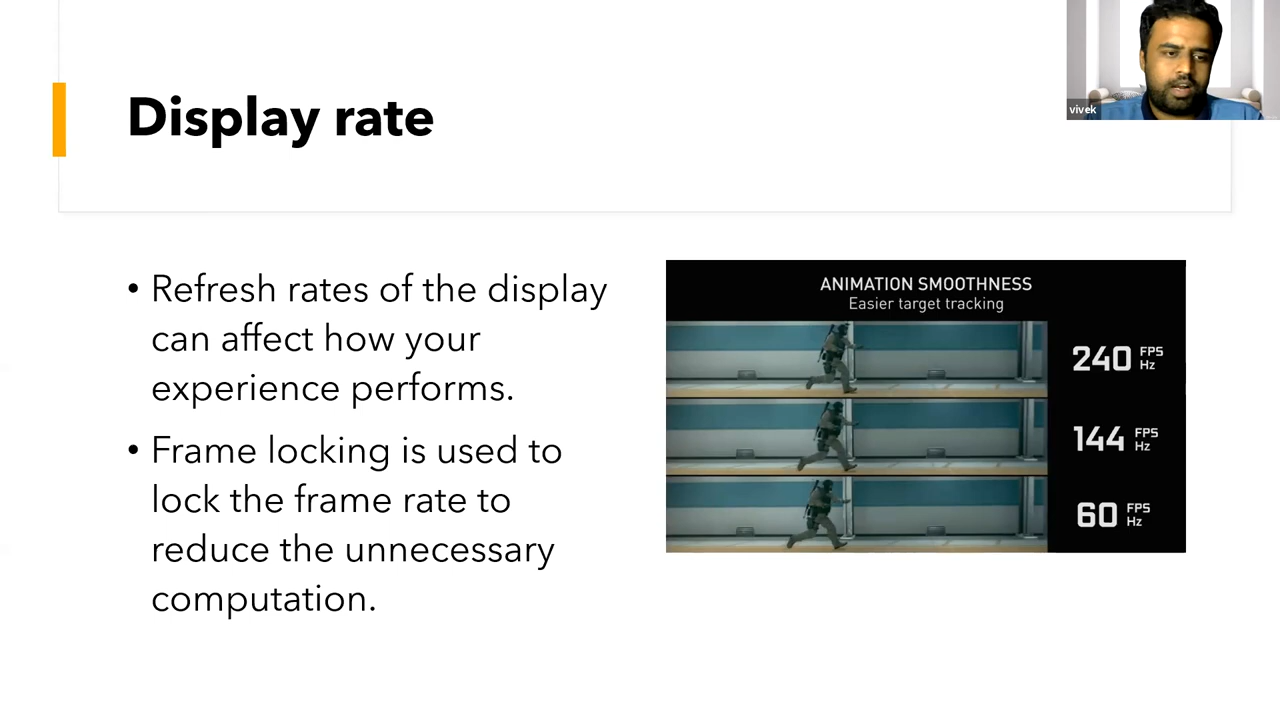 Display rate
vivek
• Refresh rates of the display
can affect how your
experience performs.
• Frame locking is used to
lock the frame rate to
reduce the unnecessary
computation.
ANIMATION SMOOTHNESS
Easier target tracking
240 FPS Hz
144 FPS Hz
60 FPS Hz